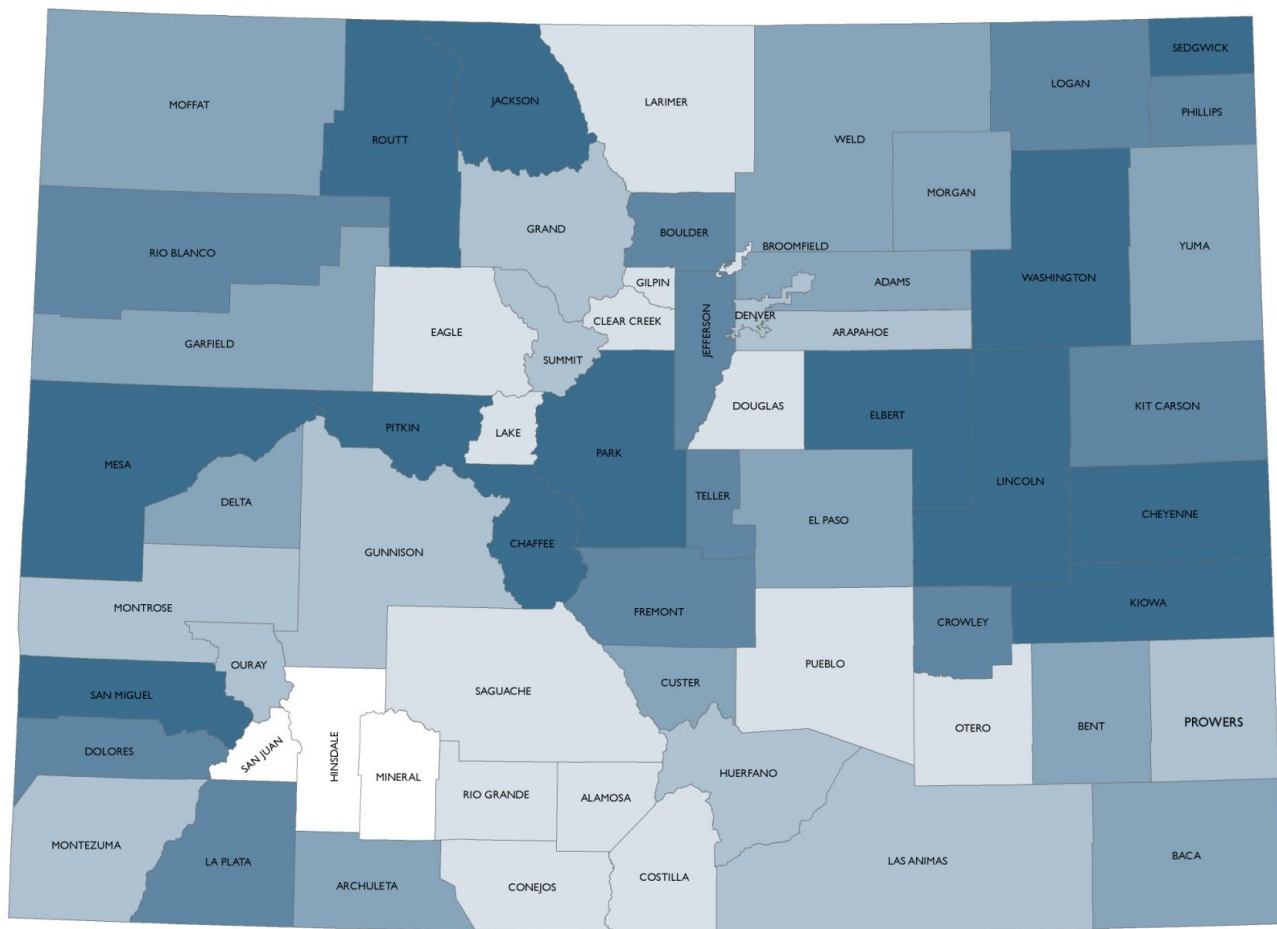 SEDGWICK
LOGAN
MOFFAT
JACKSON
LARIMER
PHILLIPS
ROUTT
WELD
MORGAN
GRAND
BOULDER
BROOMFIELD
YUMA
RIO BLANCO
WASHINGTON
GILPIN
ADAMS
CLEAR CREEK
DENVER
EAGLE
ARAPAHOE
JEFFERSON
GARFIELD
SUMMIT
DOUGLAS
KIT CARSON
ELBERT
PITKIN
LAKE
PARK
MESA
LINCOLN
TELLER
DELTA
CHEYENNE
EL PASO
CHAFFEE
GUNNISON
KIOWA
MONTROSE
FREMONT
CROWLEY
OURAY
PUEBLO
CUSTER
SAGUACHE
SAN MIGUEL
PROWERS
OTERO
BENT
DOLORES
SAN JUAN
HINSDALE
MINERAL
HUERFANO
RIO GRANDE
ALAMOSA
MONTEZUMA
LA PLATA
BACA
LAS ANIMAS
COSTILLA
ARCHULETA
CONEJOS